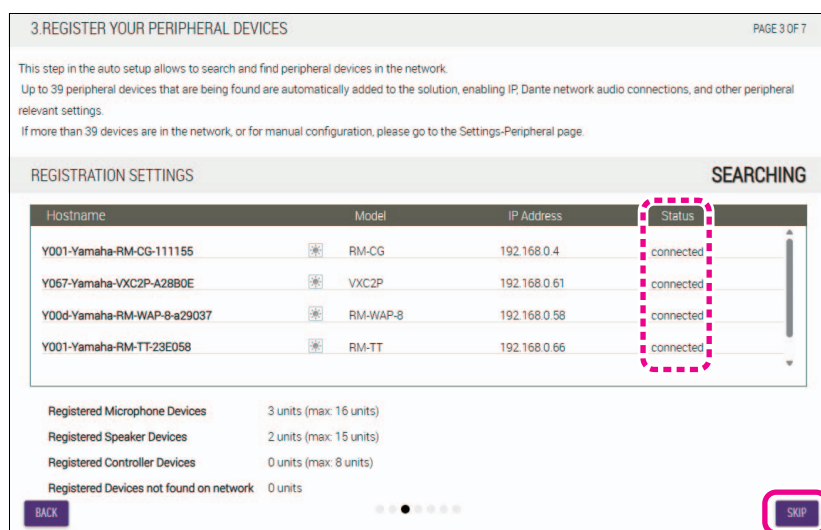 3.REGISTER YOUR PERIPHERAL DEVICES PAGE 3 OF 7
This step in the auto setup allows to search and find peripheral devices in the network.
Up to 39 peripheral devices that are being found are automatically added to the solution, enabling IP, Dante network audio connections, and other peripheral
relevant settings.
If more than 39 devices are in the network, or for manual configuration, please go to the Settings-Peripheral page.
REGISTRATION SETTINGS SEARCHING
Hostname Model IP Address Status
Y001-Yamaha-RM-CG-111155 RM-CG 192.168.0.4 connected
Y067-Yamaha-VXC2P-A28B0E VXC2P 192.168.0.61 connected
Y00d-Yamaha-RM-WAP-8-a29037 RM-WAP-8 192.168.0.58 connected
Y001-Yamaha-RM-TT-23E058 RM-TT 192.168.0.66 connected
Registered Microphone Devices 3 units (max: 16 units)
Registered Speaker Devices 2 units (max: 15 units)
Registered Controller Devices 0 units (max: 8 units)
Registered Devices not found on network 0 units
BACK SKIP